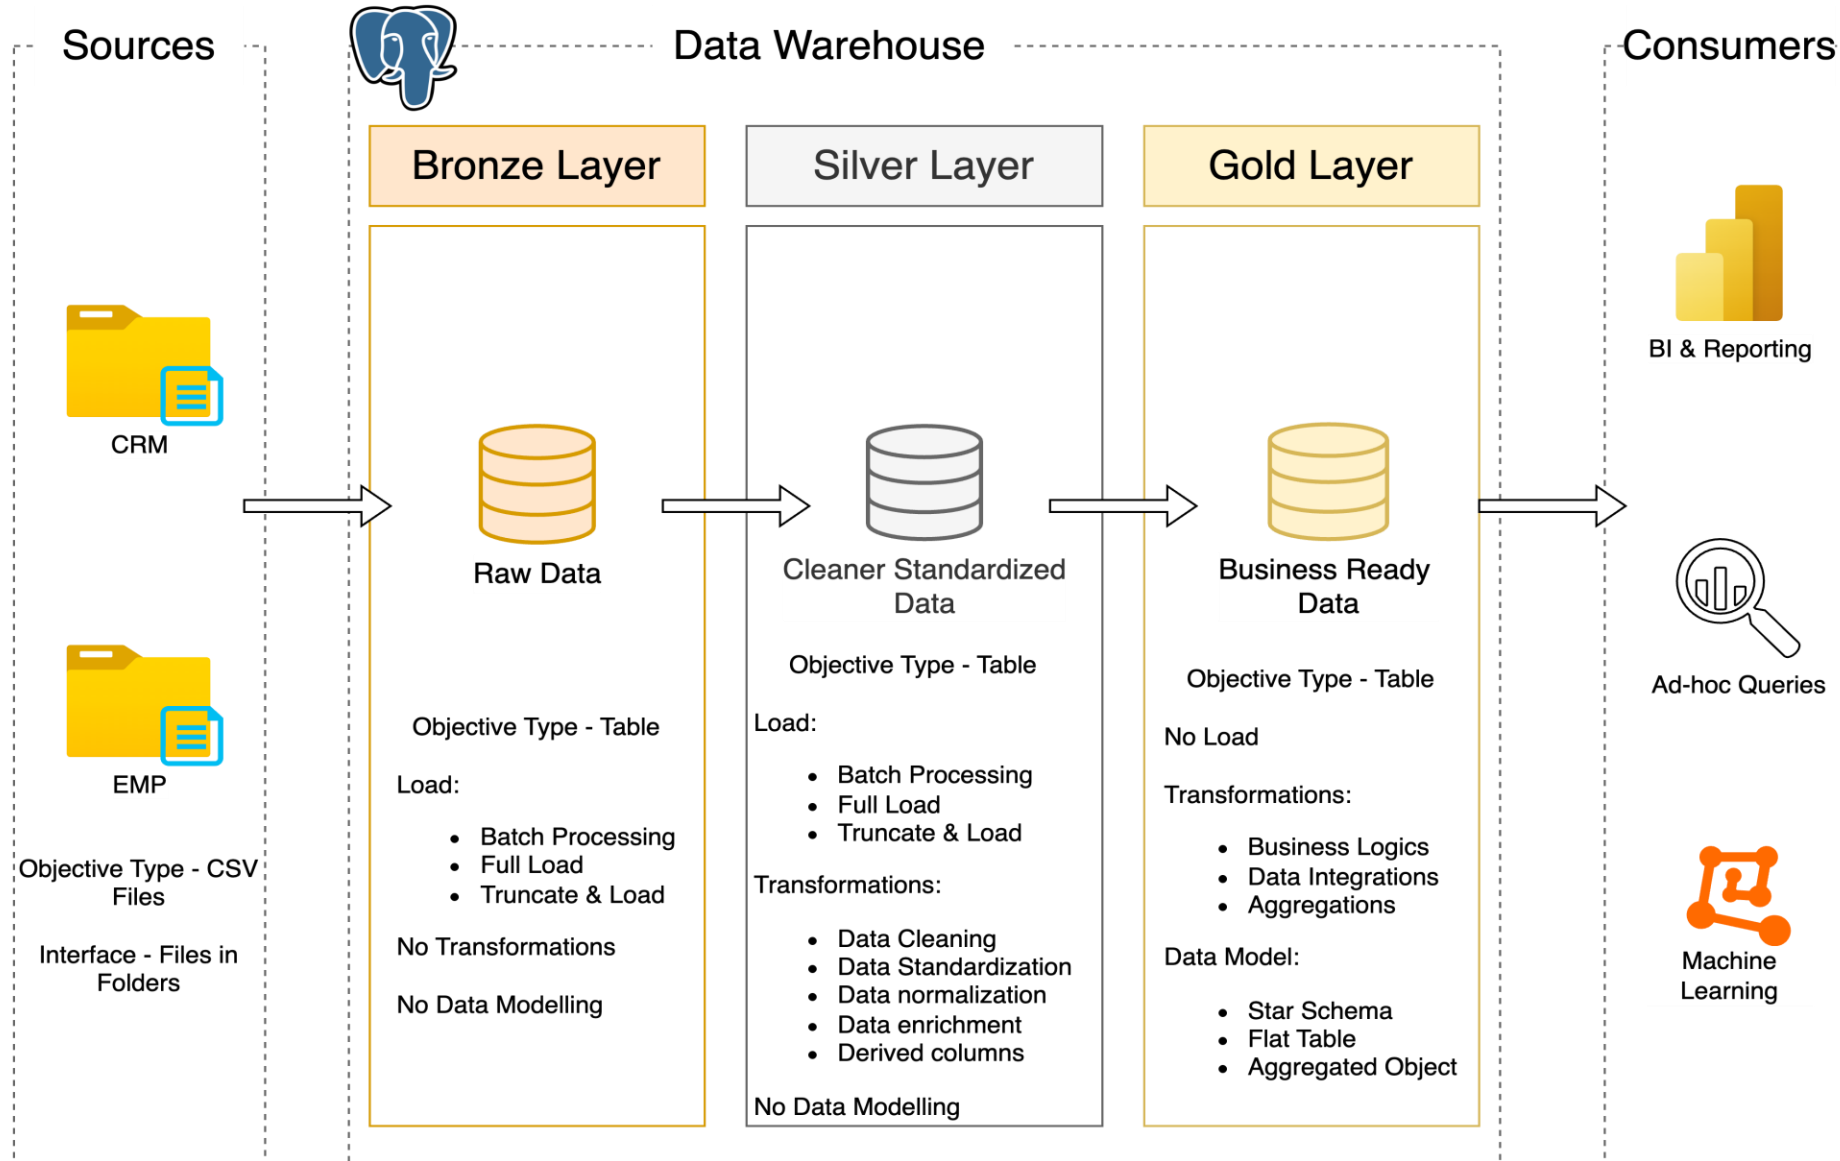 Sources
Data Warehouse
Consumers
Bronze Layer
Silver Layer
Gold Layer
CRM
EMP
Objective Type - CSV
Files
Interface - Files in
Folders
Raw Data
Objective Type - Table
Load:
• Batch Processing
• Full Load
• Truncate & Load
No Transformations
No Data Modelling
Cleaner Standardized
Data
Objective Type - Table
Load:
• Batch Processing
• Full Load
• Truncate & Load
Transformations:
• Data Cleaning
• Data Standardization
• Data normalization
• Data enrichment
• Derived columns
No Data Modelling
Business Ready
Data
Objective Type - Table
No Load
Transformations:
• Business Logics
• Data Integrations
• Aggregations
Data Model:
• Star Schema
• Flat Table
• Aggregated Object
BI & Reporting
Ad-hoc Queries
Machine
Learning